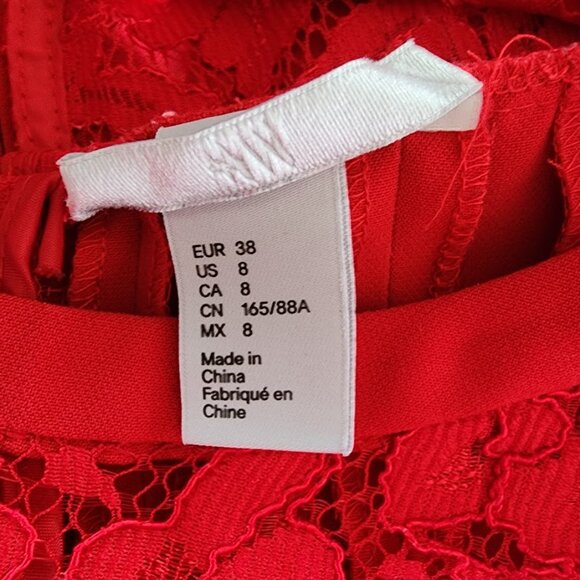 EUR 38
US 8
CA 8
CN 165/88A
MX 8
Made in
China
Fabriqué en
Chine